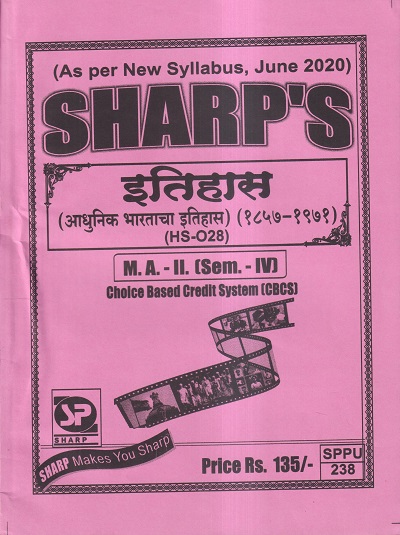 (As per New Syllabus, June 2020)
SHARP'S
इतिहास
(आधुनिक भारताचा इतिहास) (१८५७-१९७१)
(HS-O28)
M. A. - II. (Sem. - IV)
Choice Based Credit System (CBCS)
SP
SHARP
SHARP Makes You Sharp
Price Rs. 135/-
SPPU
238